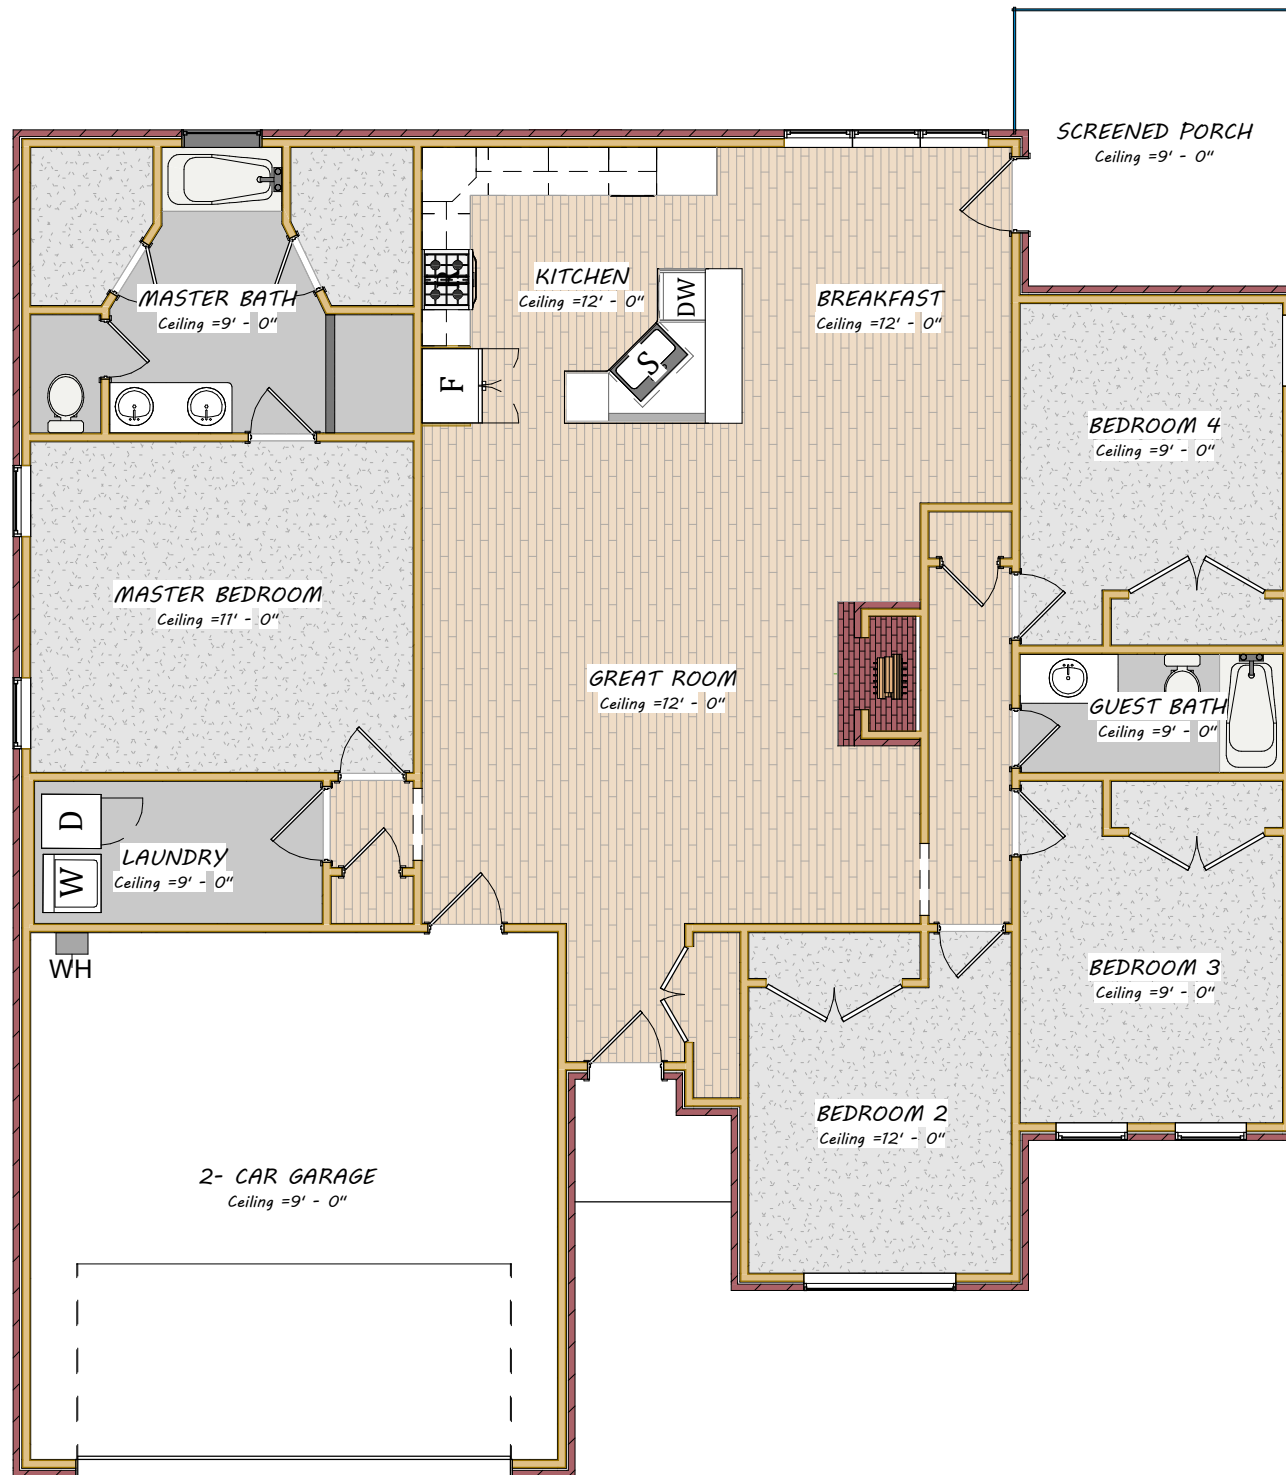 SCREENED PORCH
Ceiling =9' - 0"
KITCHEN
Ceiling =12' - 0"
DW
MASTER BATH
Ceiling =9' - 0"
BREAKFAST
Ceiling =12' - 0"
S
F
BEDROOM 4
Ceiling =9' - 0"
MASTER BEDROOM
Ceiling =11' - 0"
GREAT ROOM
Ceiling =12' - 0"
GUEST BATH
Ceiling =9' - 0"
D
LAUNDRY
Ceiling =9' - 0"
W
WH
BEDROOM 3
Ceiling =9' - 0"
BEDROOM 2
Ceiling =12' - 0"
2- CAR GARAGE
Ceiling =9' - 0"